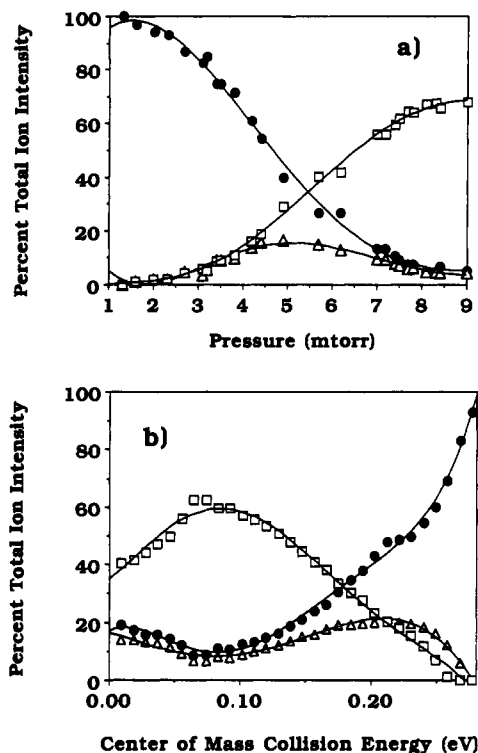 a)
Percent Total Ion Intensity
100
80
60
40
20
0
1 2 3 4 5 6 7 8 9
Pressure (mtorr)
b)
Percent Total Ion Intensity
100
80
60
40
20
0
0.00 0.10 0.20
Center of Mass Collision Energy (eV)